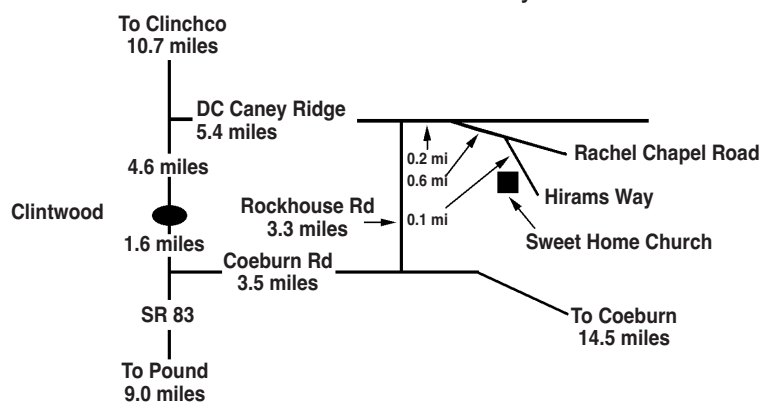 To Clinchco
10.7 miles
DC Caney Ridge
5.4 miles
0.2 mi
Rachel Chapel Road
4.6 miles
0.6 mi
Hirams Way
Clintwood
Rockhouse Rd
3.3 miles
0.1 mi
Sweet Home Church
1.6 miles
Coeburn Rd
3.5 miles
SR 83
To Coeburn
14.5 miles
To Pound
9.0 miles